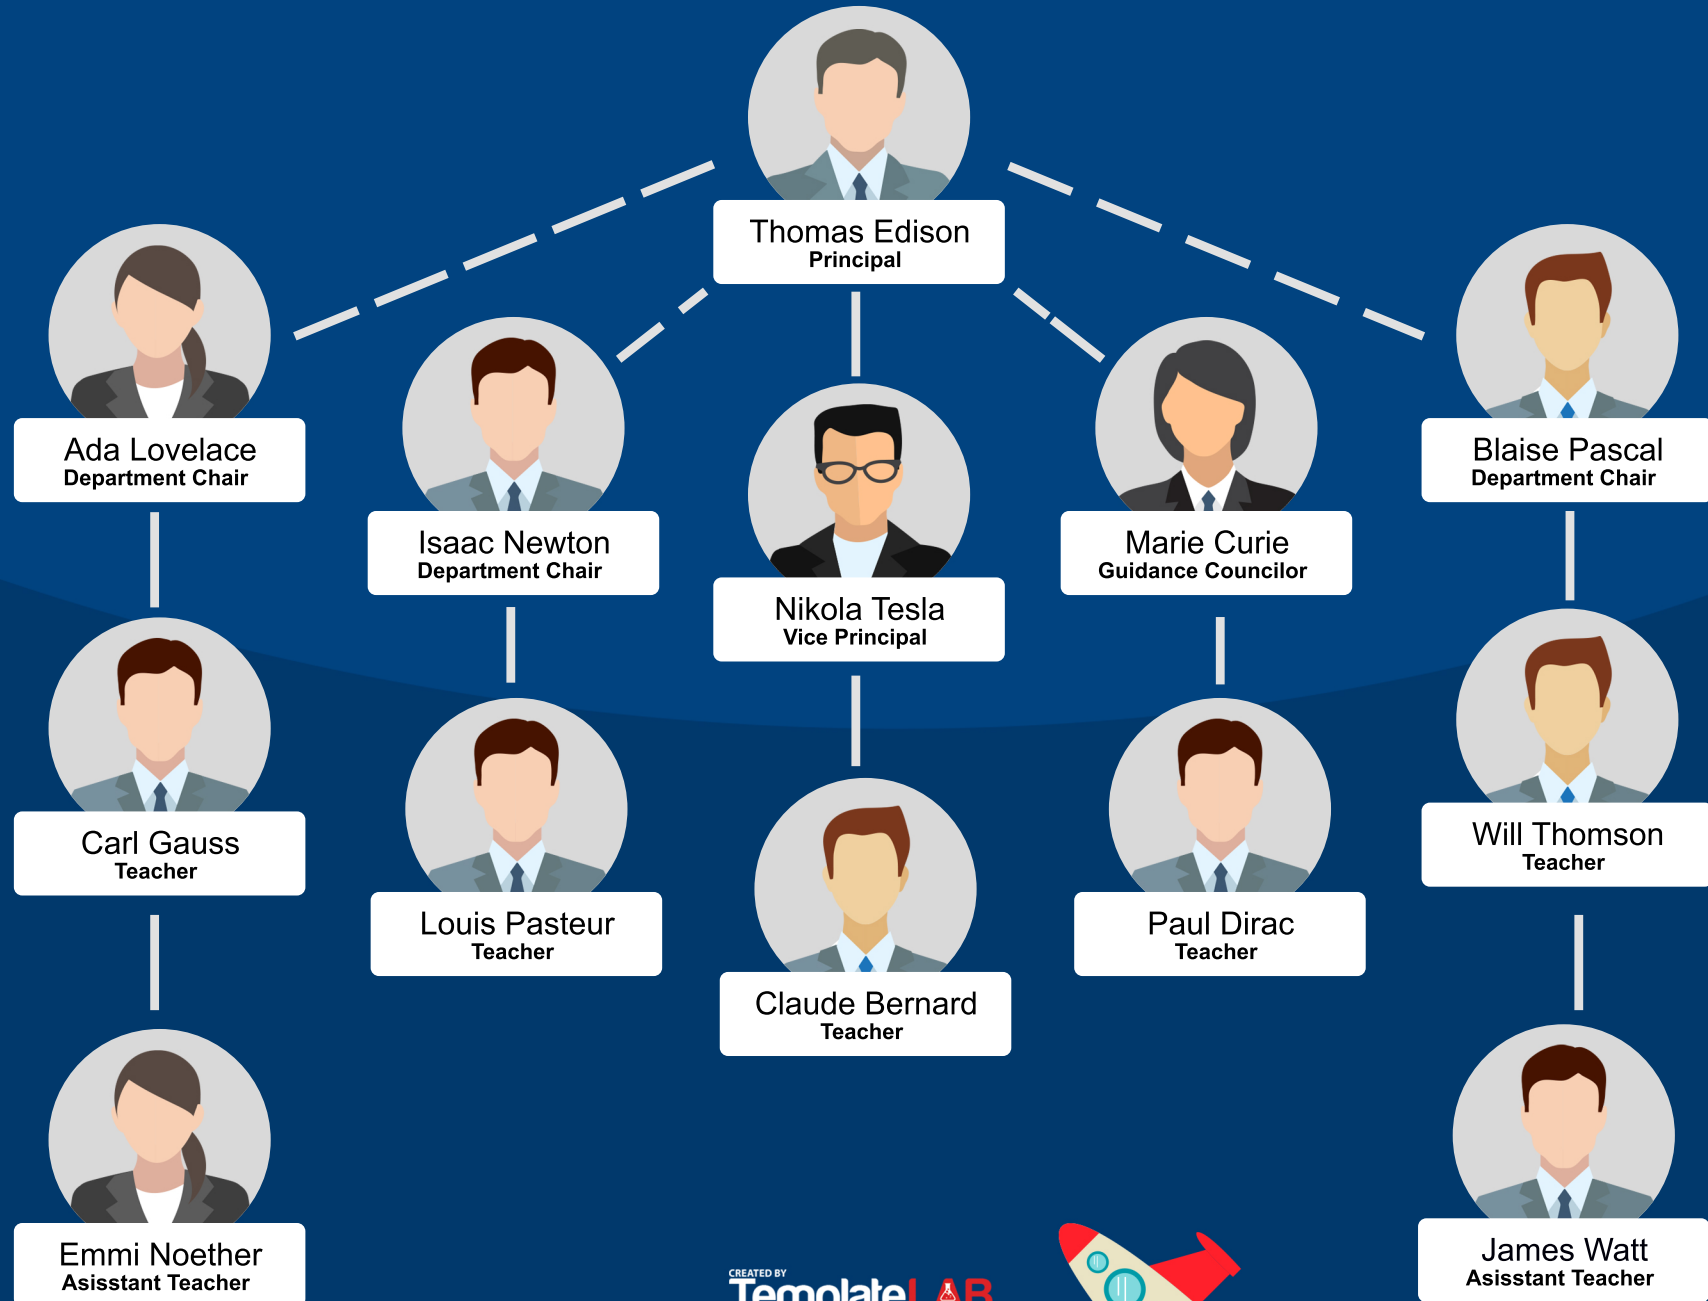 Thomas Edison
Principal
Ada Lovelace
Department Chair
Isaac Newton
Department Chair
Nikola Tesla
Vice Principal
Marie Curie
Guidance Councilor
Blaise Pascal
Department Chair
Carl Gauss
Teacher
Louis Pasteur
Teacher
Claude Bernard
Teacher
Paul Dirac
Teacher
Will Thomson
Teacher
Emmi Noether
Asisstant Teacher
James Watt
Asisstant Teacher
CREATED BY
TemplateLAB